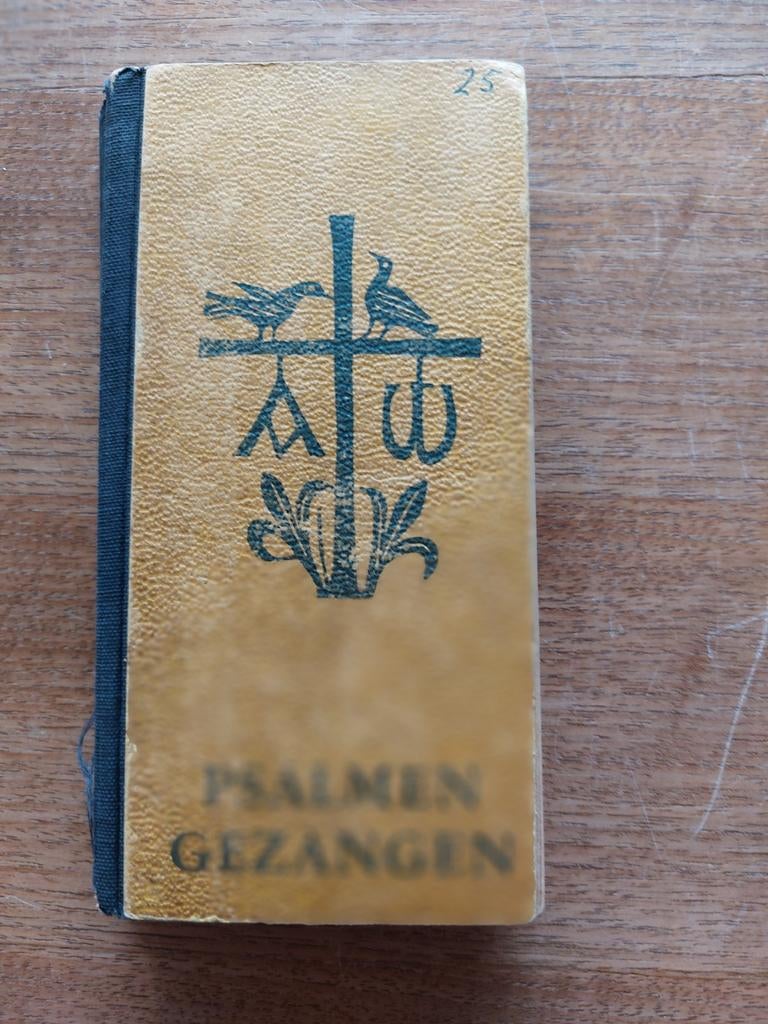 25
Α ω
PSALMEN
GEZANGEN